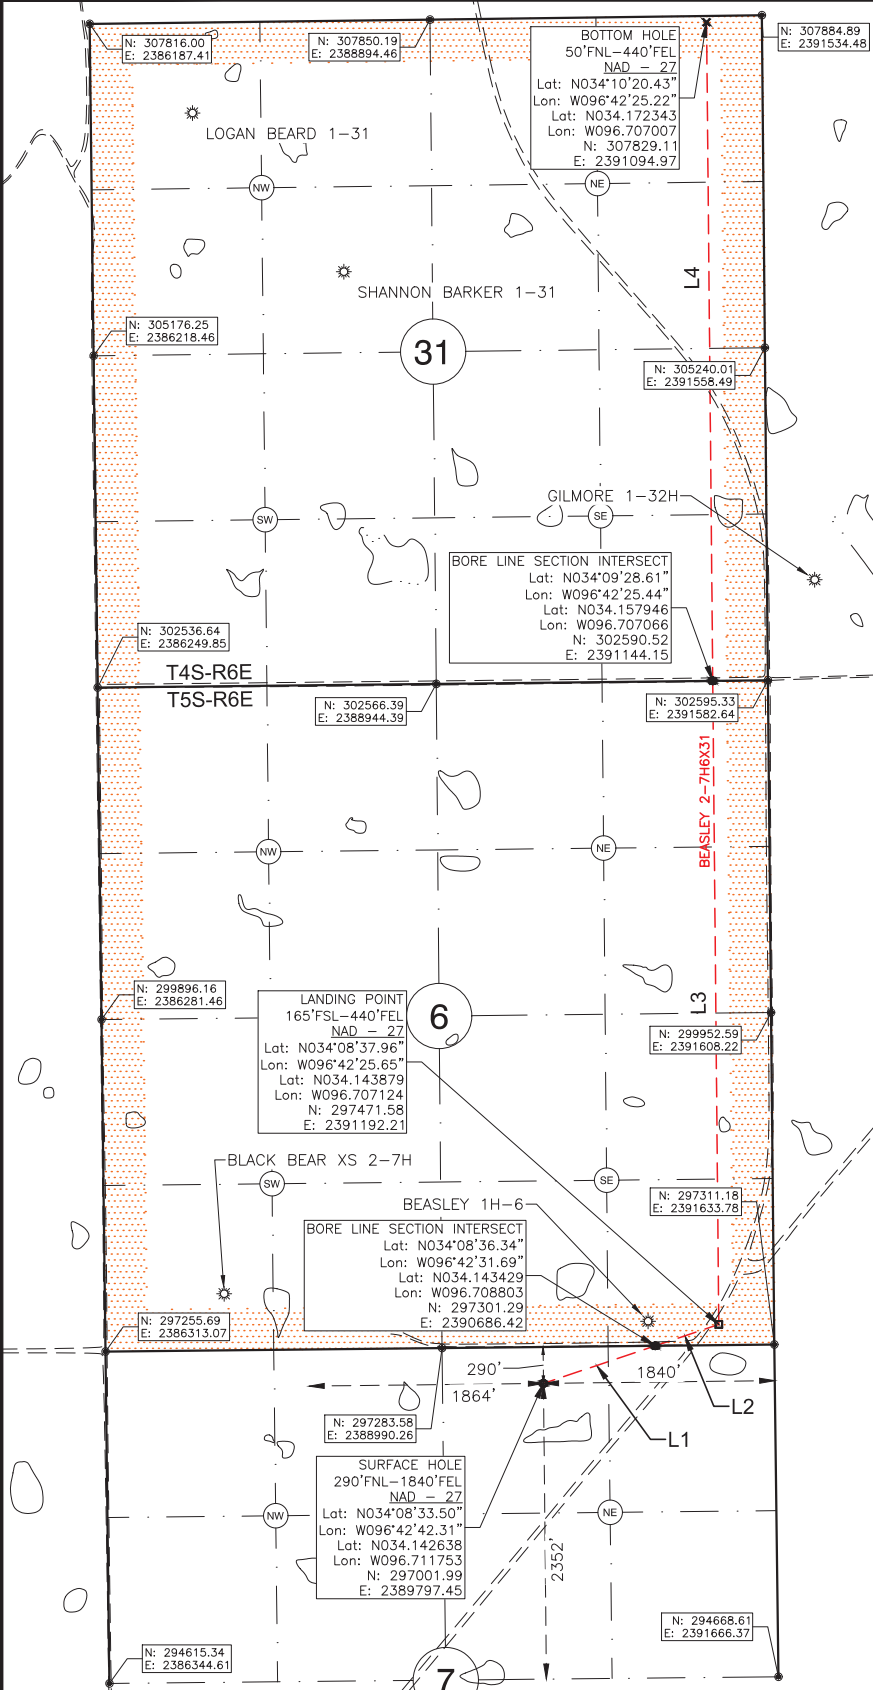 N: 307816.00
E: 2386187.41
N: 307850.19
E: 2388894.46
BOTTOM HOLE
50'FNL-440'FEL
NAD - 27
Lat: N034°10'20.43"
Lon: W096°42'25.22"
Lat: N034.172343
Lon: W096.707007
N: 307829.11
E: 2391094.97
N: 307884.89
E: 2391534.48
LOGAN BEARD 1-31
NW
NE
L4
SHANNON BARKER 1-31
N: 305176.25
E: 2386218.46
31
N: 305240.01
E: 2391558.49
GILMORE 1-32H
SW
SE
BORE LINE SECTION INTERSECT
Lat: N034°09'28.61"
Lon: W096°42'25.44"
Lat: N034.157946
Lon: W096.707066
N: 302590.52
E: 2391144.15
N: 302536.64
E: 2386249.85
T4S-R6E
T5S-R6E
N: 302566.39
E: 2388944.39
N: 302595.33
E: 2391582.64
BEASLEY 2-7H6X31
NW
NE
N: 299896.16
E: 2386281.46
LANDING POINT
165'FSL-440'FEL
NAD - 27
Lat: N034°08'37.96"
Lon: W096°42'25.65"
Lat: N034.143879
Lon: W096.707124
N: 297471.58
E: 2391192.21
6
L3
N: 299952.59
E: 2391608.22
BLACK BEAR XS 2-7H
SW
SE
BEASLEY 1H-6
N: 297311.18
E: 2391633.78
BORE LINE SECTION INTERSECT
Lat: N034°08'36.34"
Lon: W096°42'31.69"
Lat: N034.143429
Lon: W096.708803
N: 297301.29
E: 2390686.42
N: 297255.69
E: 2386313.07
290'
1864'
1840'
L2
L1
N: 297283.58
E: 2388990.26
SURFACE HOLE
290'FNL-1840'FEL
NAD - 27
Lat: N034°08'33.50"
Lon: W096°42'42.31"
Lat: N034.142638
Lon: W096.711753
N: 297001.99
E: 2389797.45
NW
NE
2352'
N: 294615.34
E: 2386344.61
7
N: 294668.61
E: 2391666.37